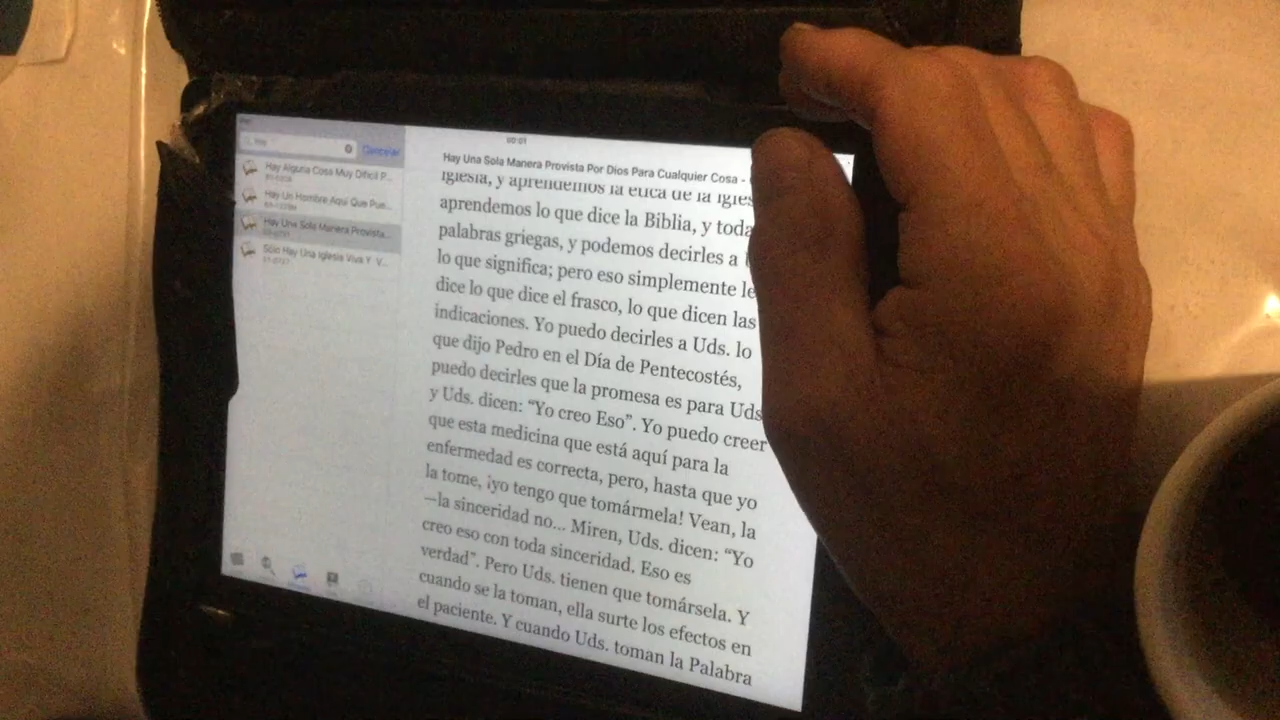 00:01
Cancelar
Hay Alguna Cosa Muy Difícil P...
Hay Un Hombre Aquí Que Pue...
Hay Una Sola Manera Provista...
Sólo Hay Una Iglesia Viva Y V...
Hay Una Sola Manera Provista Por Dios Para Cualquier Cosa -
Iglesia, y aprendemos la ética de la Igles
aprendemos lo que dice la Biblia, y toda
palabras griegas, y podemos decirles a
lo que significa; pero eso simplemente le
dice lo que dice el frasco, lo que dicen las
indicaciones. Yo puedo decirles a Uds. lo
que dijo Pedro en el Día de Pentecostés,
puedo decirles que la promesa es para Uds
y Uds. dicen: “Yo creo Eso”. Yo puedo creer
que esta medicina que está aquí para la
enfermedad es correcta, pero, hasta que yo
la tome, ¡yo tengo que tomármela! Vean, la
—la sinceridad no... Miren, Uds. dicen: “Yo
creo eso con toda sinceridad. Eso es
verdad”. Pero Uds. tienen que tomársela. Y
cuando se la toman, ella surte los efectos en
el paciente. Y cuando Uds. toman la Palabra